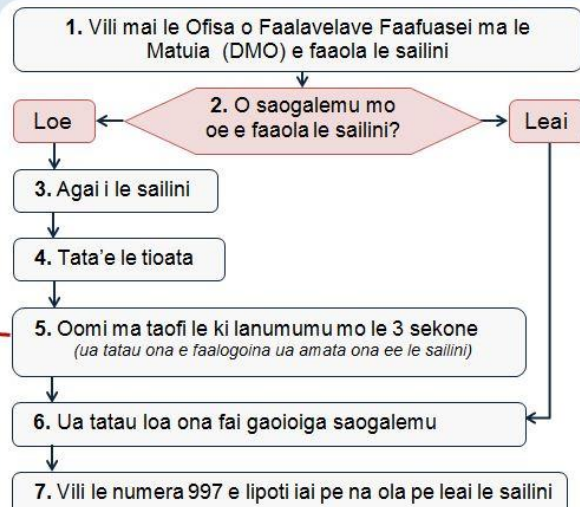 1. Vili mai le Ofisa o Faalavelave Faafuasei ma le
Matuia (DMO) e faaola le sailini
2. O saogalemu mo
oe e faaola le sailini?
Loe
Leai
3. Agai i le sailini
4. Tata'e le tioata
5. Oomi ma taofi le ki lanumumu mo le 3 sekone
(ua tatau ona e faalogoina ua amata ona ee le sailini)
6. Ua tatau loa ona fai gaoioiga saogalemu
7. Vili le numera 997 e lipoti iai pe na ola pe leai le sailini